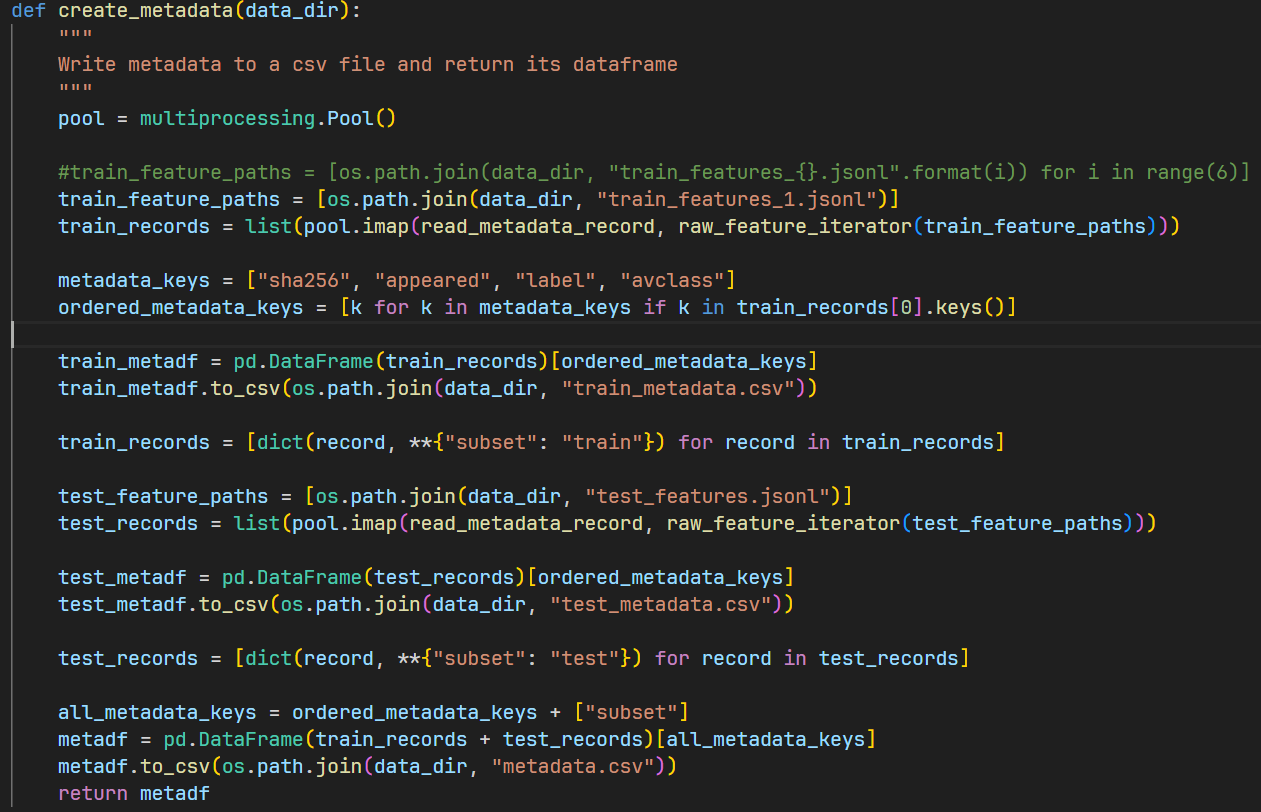 def create_metadata(data_dir):
    """
    Write metadata to a csv file and return its dataframe
    """
    pool = multiprocessing.Pool()

    #train_feature_paths = [os.path.join(data_dir, "train_features_{}.jsonl".format(i)) for i in range(6)]
    train_feature_paths = [os.path.join(data_dir, "train_features_1.jsonl")]
    train_records = list(pool.imap(read_metadata_record, raw_feature_iterator(train_feature_paths)))

    metadata_keys = ["sha256", "appeared", "label", "avclass"]
    ordered_metadata_keys = [k for k in metadata_keys if k in train_records[0].keys()]

    train_metadf = pd.DataFrame(train_records)[ordered_metadata_keys]
    train_metadf.to_csv(os.path.join(data_dir, "train_metadata.csv"))

    train_records = [dict(record, **{"subset": "train"}) for record in train_records]

    test_feature_paths = [os.path.join(data_dir, "test_features.jsonl")]
    test_records = list(pool.imap(read_metadata_record, raw_feature_iterator(test_feature_paths)))

    test_metadf = pd.DataFrame(test_records)[ordered_metadata_keys]
    test_metadf.to_csv(os.path.join(data_dir, "test_metadata.csv"))

    test_records = [dict(record, **{"subset": "test"}) for record in test_records]

    all_metadata_keys = ordered_metadata_keys + ["subset"]
    metadf = pd.DataFrame(train_records + test_records)[all_metadata_keys]
    metadf.to_csv(os.path.join(data_dir, "metadata.csv"))
    return metadf